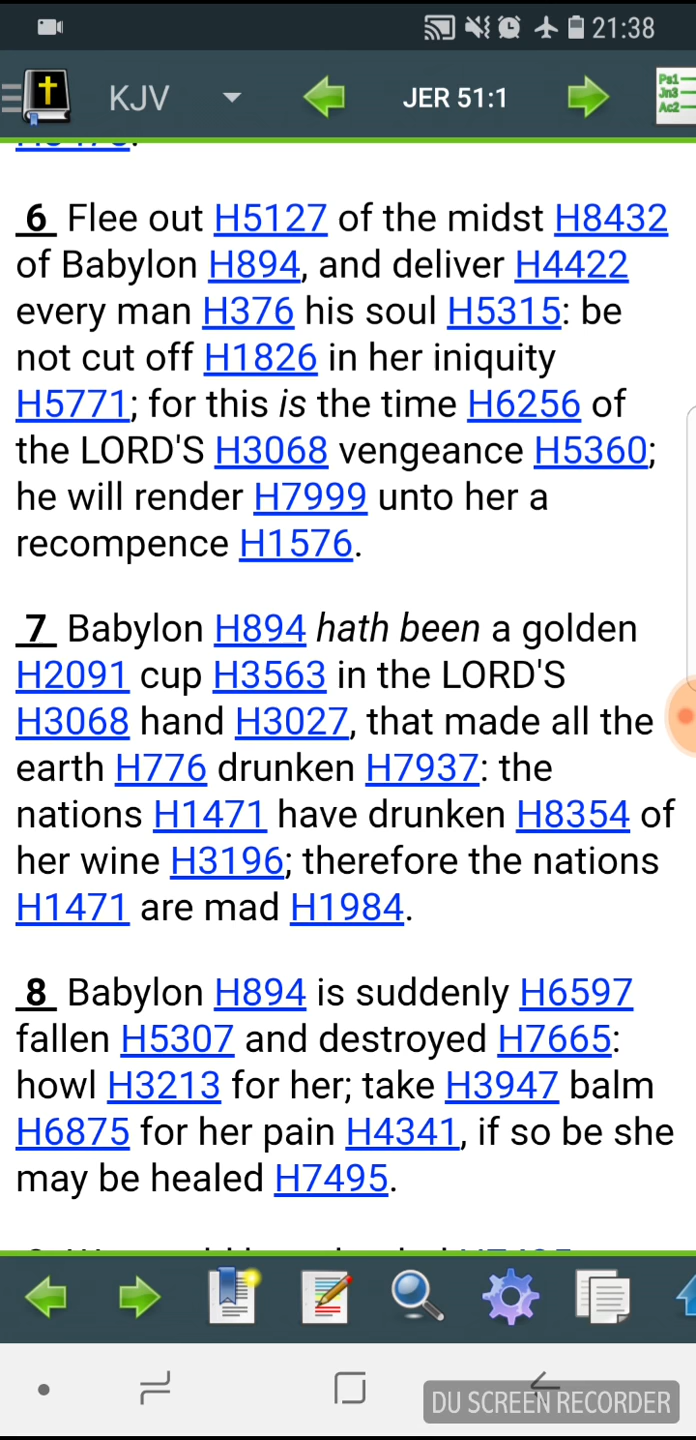 21:38
KJV JER 51:1 Ps1 Jn3 Ac2
6 Flee out H5127 of the midst H8432
of Babylon H894, and deliver H4422
every man H376 his soul H5315: be
not cut off H1826 in her iniquity
H5771; for this is the time H6256 of
the LORD'S H3068 vengeance H5360;
he will render H7999 unto her a
recompence H1576.
7 Babylon H894 hath been a golden
H2091 cup H3563 in the LORD'S
H3068 hand H3027, that made all the
earth H776 drunken H7937: the
nations H1471 have drunken H8354 of
her wine H3196; therefore the nations
H1471 are mad H1984.
8 Babylon H894 is suddenly H6597
fallen H5307 and destroyed H7665:
howl H3213 for her; take H3947 balm
H6875 for her pain H4341, if so be she
may be healed H7495.
DU SCREEN RECORDER